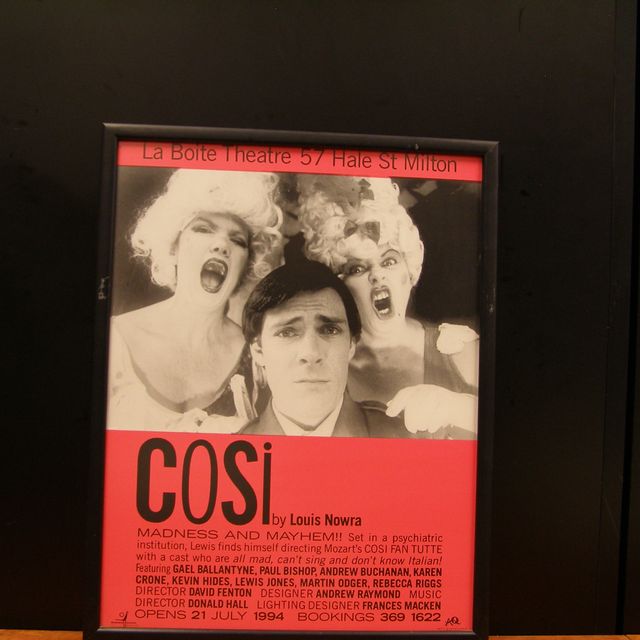 La Boite Theatre 57 Hale St Milton
COSi
by Louis Nowra
MADNESS AND MAYHEM!! Set in a psychiatric
institution, Lewis finds himself directing Mozart's COSI FAN TUTTE
with a cast who are all mad, can't sing and don't know Italian!
Featuring GAEL BALLANTYNE, PAUL BISHOP, ANDREW BUCHANAN, KAREN
CRONE, KEVIN HIDES, LEWIS JONES, MARTIN ODGER, REBECCA RIGGS
DIRECTOR DAVID FENTON DESIGNER ANDREW RAYMOND MUSIC
DIRECTOR DONALD HALL LIGHTING DESIGNER FRANCES MACKEN
OPENS 21 JULY 1994 BOOKINGS 369 1622